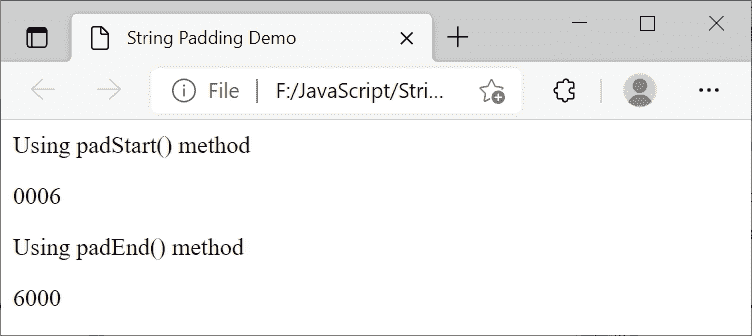 String Padding Demo
File | F:/JavaScript/Stri...
Using padStart() method
0006
Using padEnd() method
6000